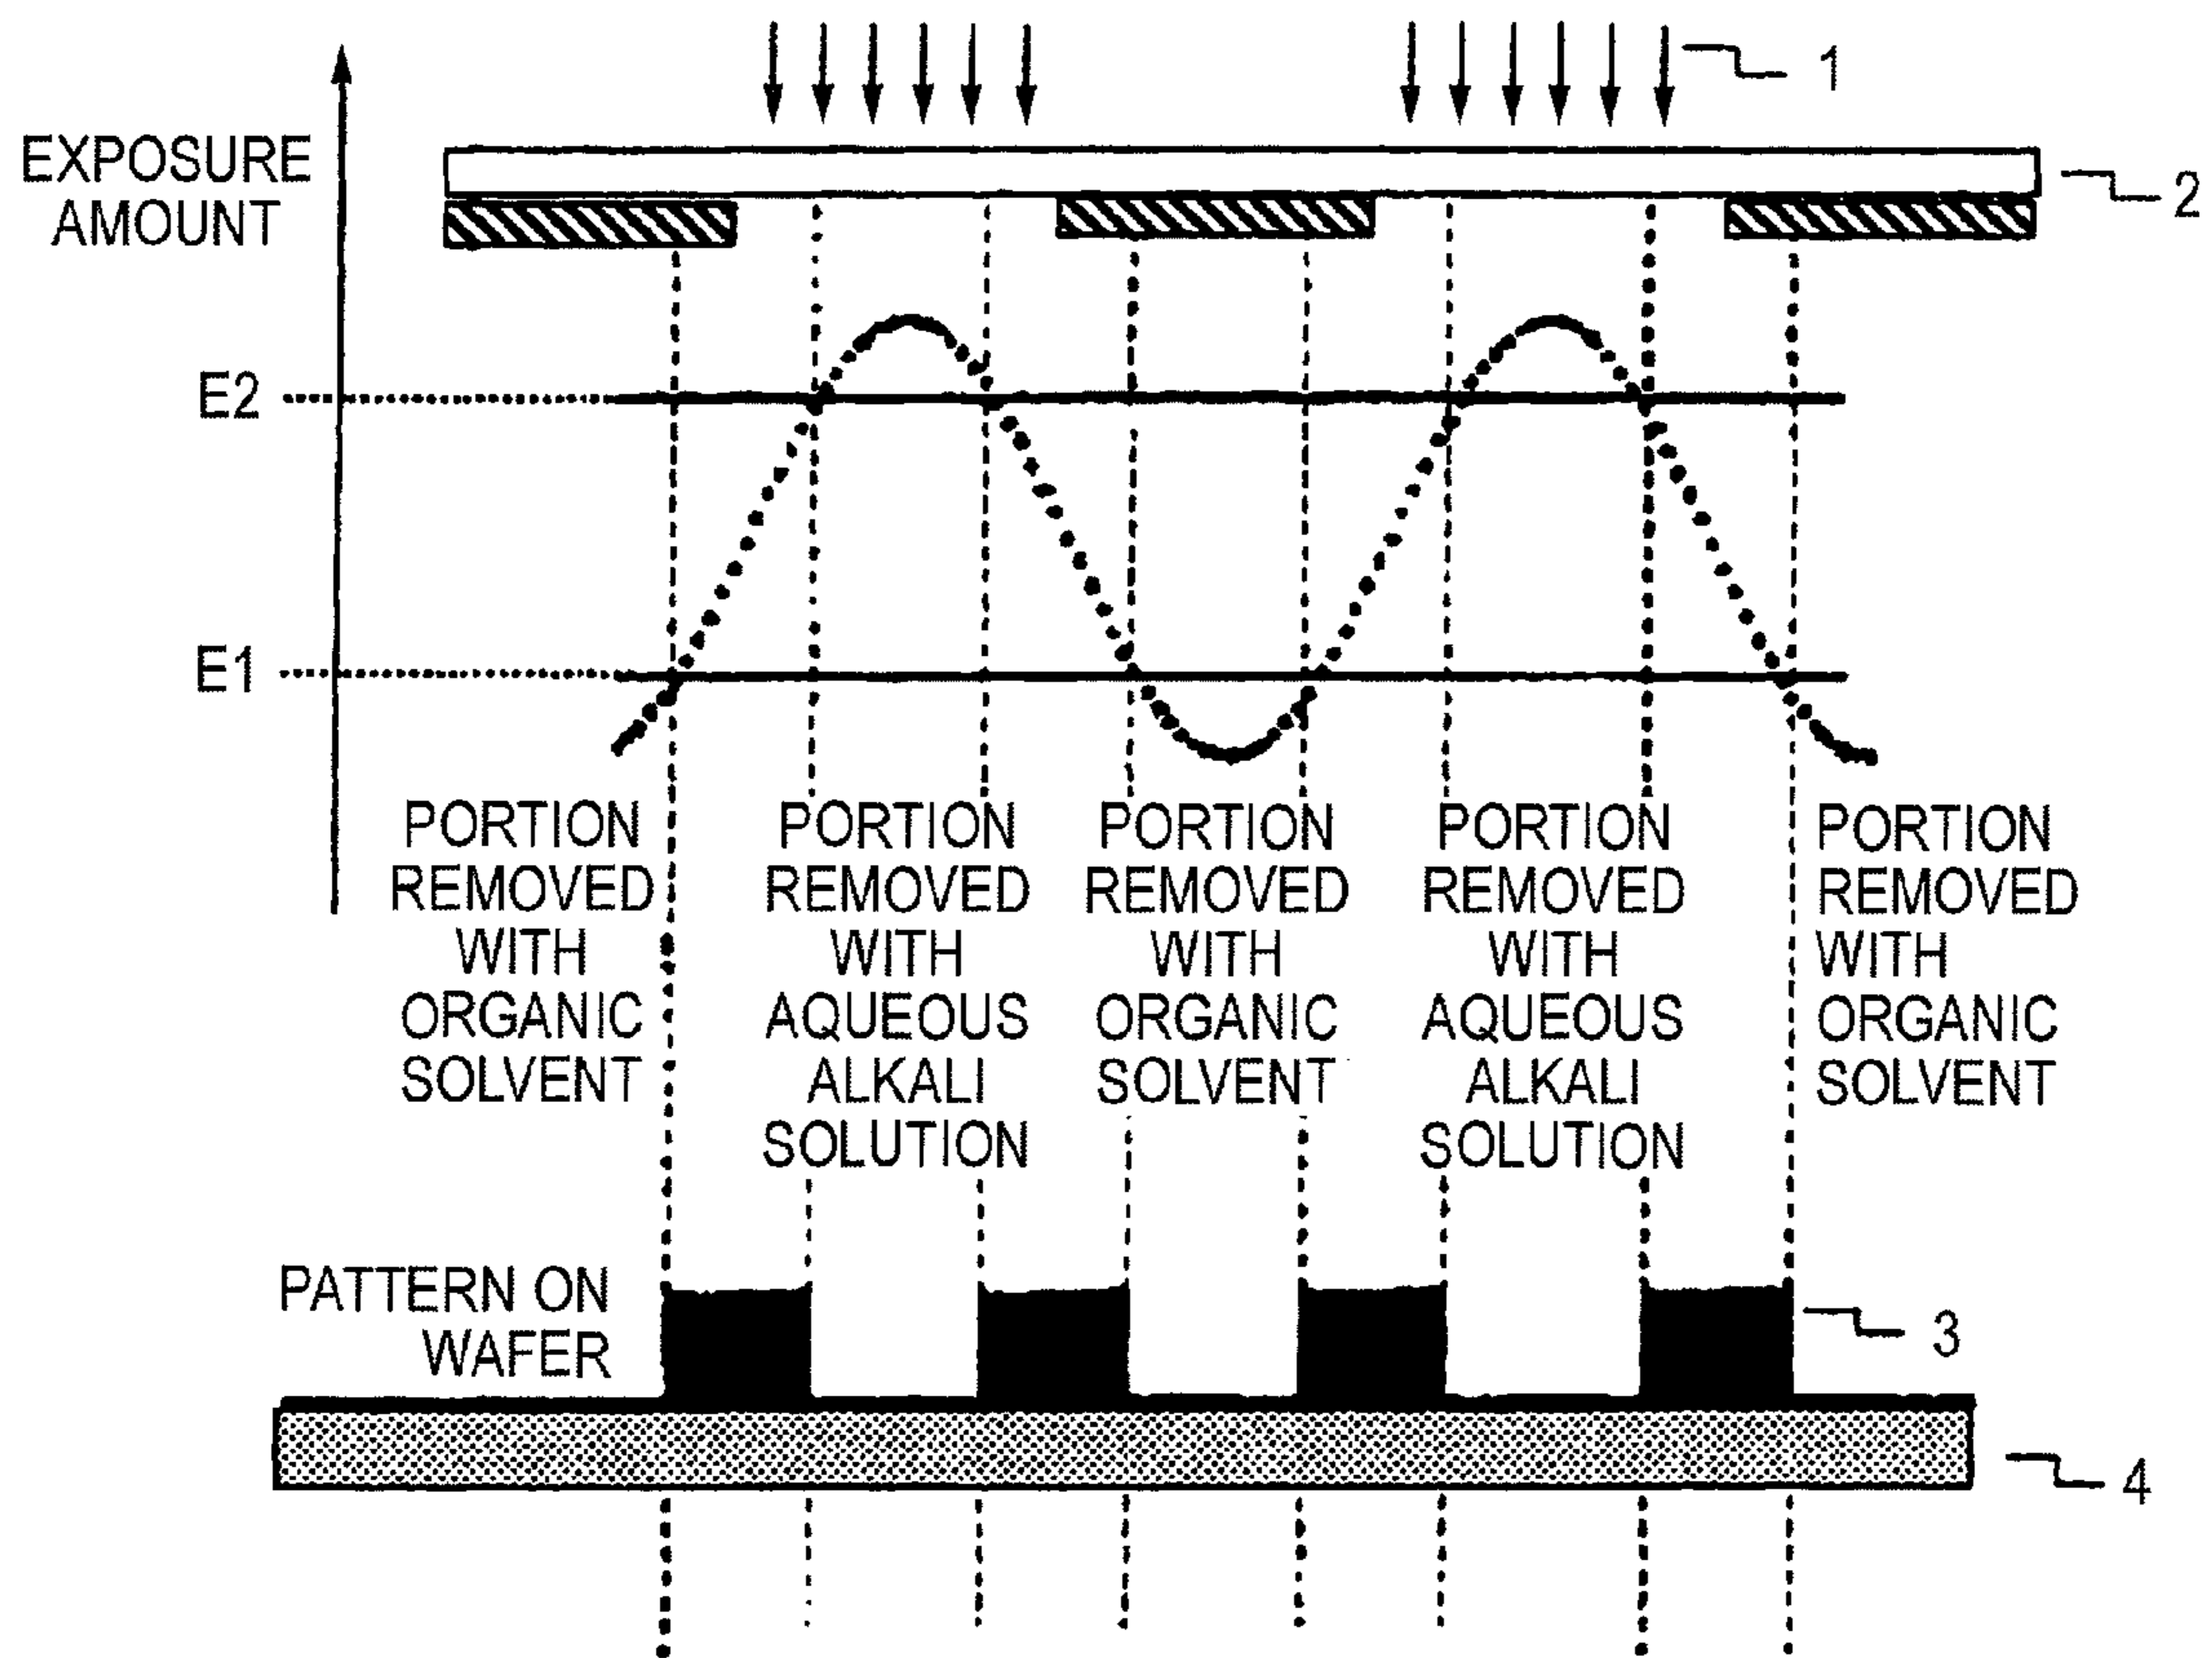 1
EXPOSURE
AMOUNT
2
E2
E1
PORTION
REMOVED
WITH
ORGANIC
SOLVENT
PORTION
REMOVED
WITH
AQUEOUS
ALKALI
SOLUTION
PORTION
REMOVED
WITH
ORGANIC
SOLVENT
PORTION
REMOVED
WITH
AQUEOUS
ALKALI
SOLUTION
PORTION
REMOVED
WITH
ORGANIC
SOLVENT
PATTERN ON
WAFER
3
4